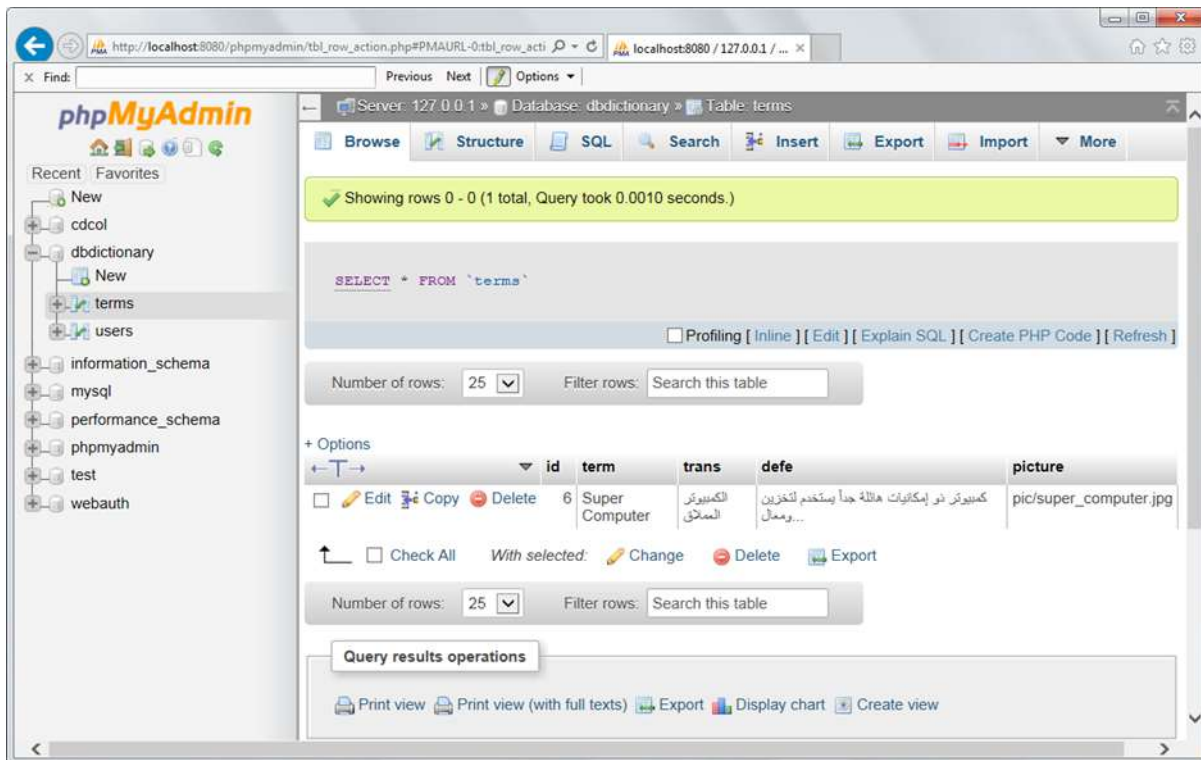 http://localhost:8080/phpmyadmin/tbl_row_action.php#PMAURL-0:tbl_row_acti
localhost:8080 / 127.0.0.1 / ...
x Find: Previous Next Options
phpMyAdmin
Recent Favorites
New
cdcol
dbdictionary
New
terms
users
information_schema
mysql
performance_schema
phpmyadmin
test
webauth
Server: 127.0.0.1 » Database: dbdictionary » Table: terms
Browse Structure SQL Search Insert Export Import More
Showing rows 0 - 0 (1 total, Query took 0.0010 seconds.)
SELECT * FROM `terms`
Profiling [ Inline ] [ Edit ] [ Explain SQL ] [ Create PHP Code ] [ Refresh ]
Number of rows: 25 Filter rows: Search this table
+ Options
←T→ id term trans defe picture
Edit Copy Delete 6 Super الكمبيوتر كمبيوتر ذو إمكانيات هائلة جداً يستخدم لتخزين pic/super_computer.jpg
Computer العملاق ومعال...
Check All With selected: Change Delete Export
Number of rows: 25 Filter rows: Search this table
Query results operations
Print view Print view (with full texts) Export Display chart Create view